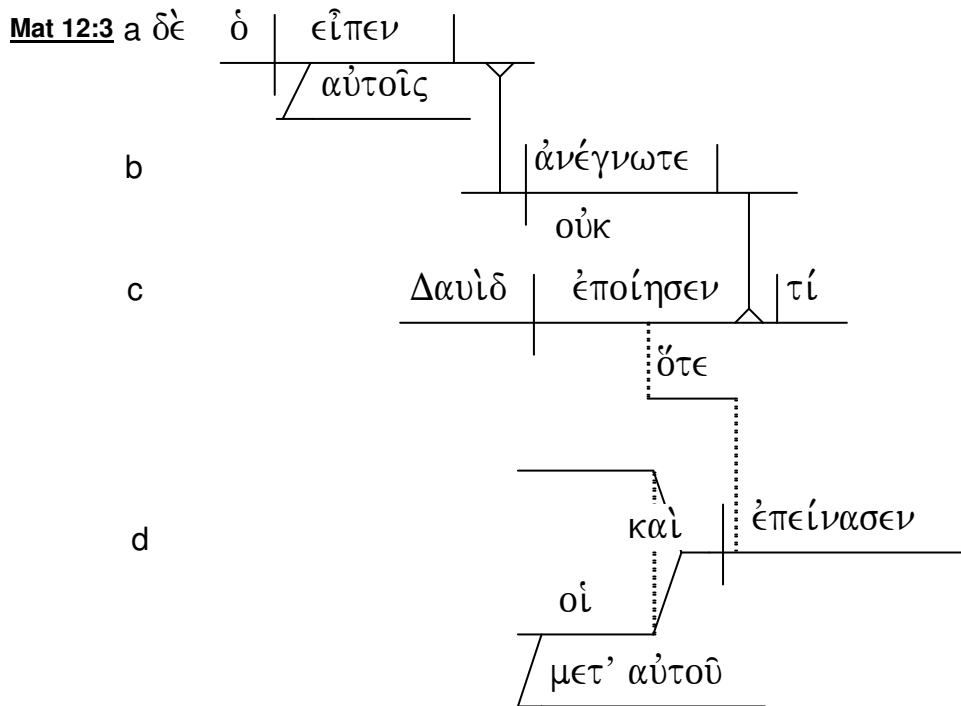 Mat 12:3 a δὲ ὁ εἶπεν
αὐτοῖς
b ἀνέγνωτε
οὐκ
c Δαυὶδ ἐποίησεν τί
ὅτε
d καὶ ἐπείνασεν
οἱ
μετ’ αὐτοῦ